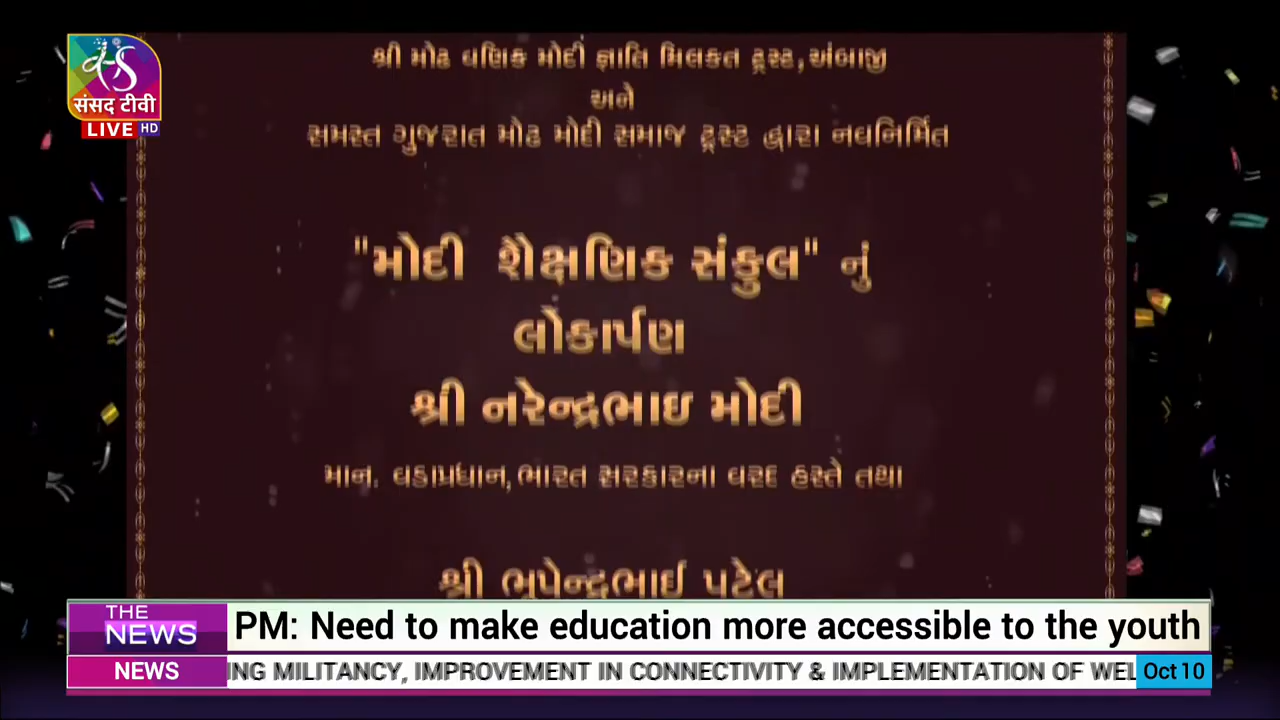 संसद टीवी
LIVE HD
શ્રી મોઢ વણિક મોદી જ્ઞાતિ મિલકત ટ્રસ્ટ, અંબાજી
અને
સમસ્ત ગુજરાત મોઢ મોદી સમાજ ટ્રસ્ટ દ્વારા નવનિર્મિત
"મોદી શૈક્ષણિક સંકુલ" નું
લોકાર્પણ
શ્રી નરેન્દ્રભાઇ મોદી
માન. વડાપ્રધાન, ભારત સરકારના વરદ હસ્તે તથા
શ્રી ભૂપેન્દ્રભાઈ પટેલ
THE NEWS PM: Need to make education more accessible to the youth
NEWS ING MILITANCY, IMPROVEMENT IN CONNECTIVITY & IMPLEMENTATION OF WEL Oct 10